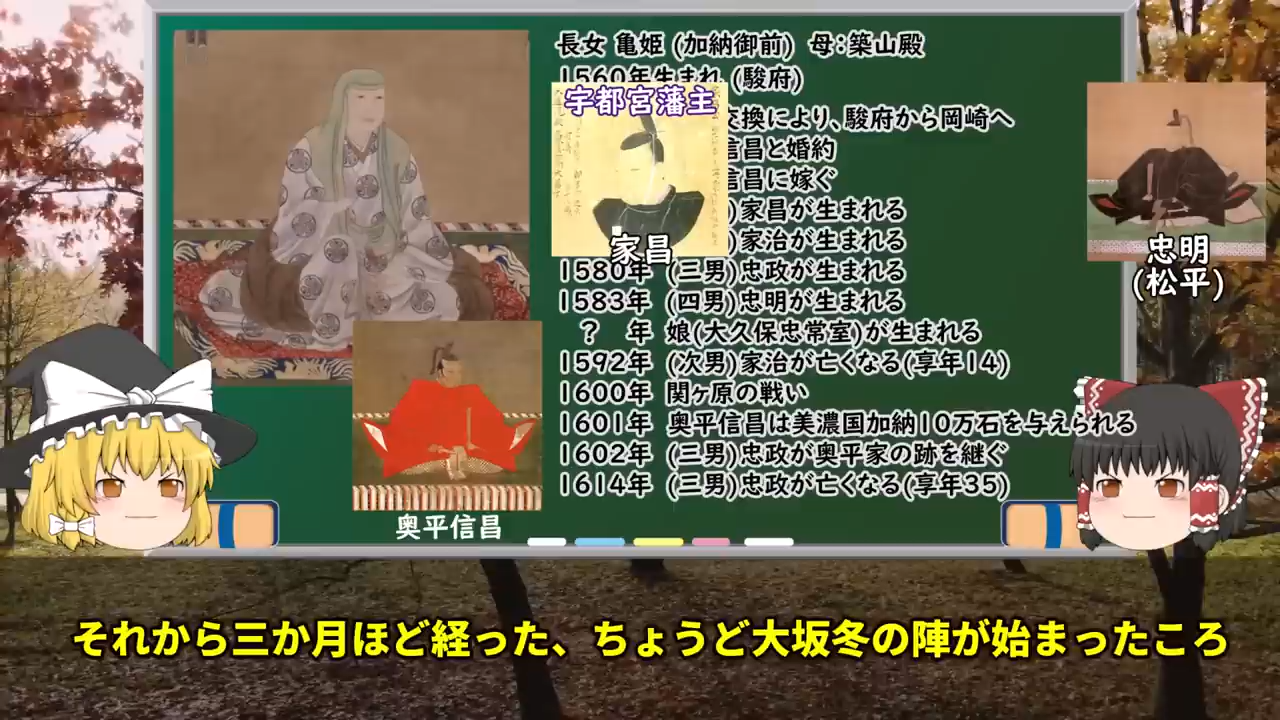 長女 亀姫 (加納御前) 母:築山殿
1560年生まれ (駿府)
宇都宮藩主
交換により、駿府から岡崎へ
信昌と婚約
信昌に嫁ぐ
)家昌が生まれる
)家治が生まれる
家昌
1580年 (三男)忠政が生まれる
1583年 (四男)忠明が生まれる
? 年 娘(大久保忠常室)が生まれる
1592年 (次男)家治が亡くなる(享年14)
1600年 関ヶ原の戦い
1601年 奥平信昌は美濃国加納10万石を与えられる
1602年 (三男)忠政が奥平家の跡を継ぐ
1614年 (三男)忠政が亡くなる(享年35)
忠明
(松平)
奥平信昌
それから三か月ほど経った、ちょうど大坂冬の陣が始まったころ